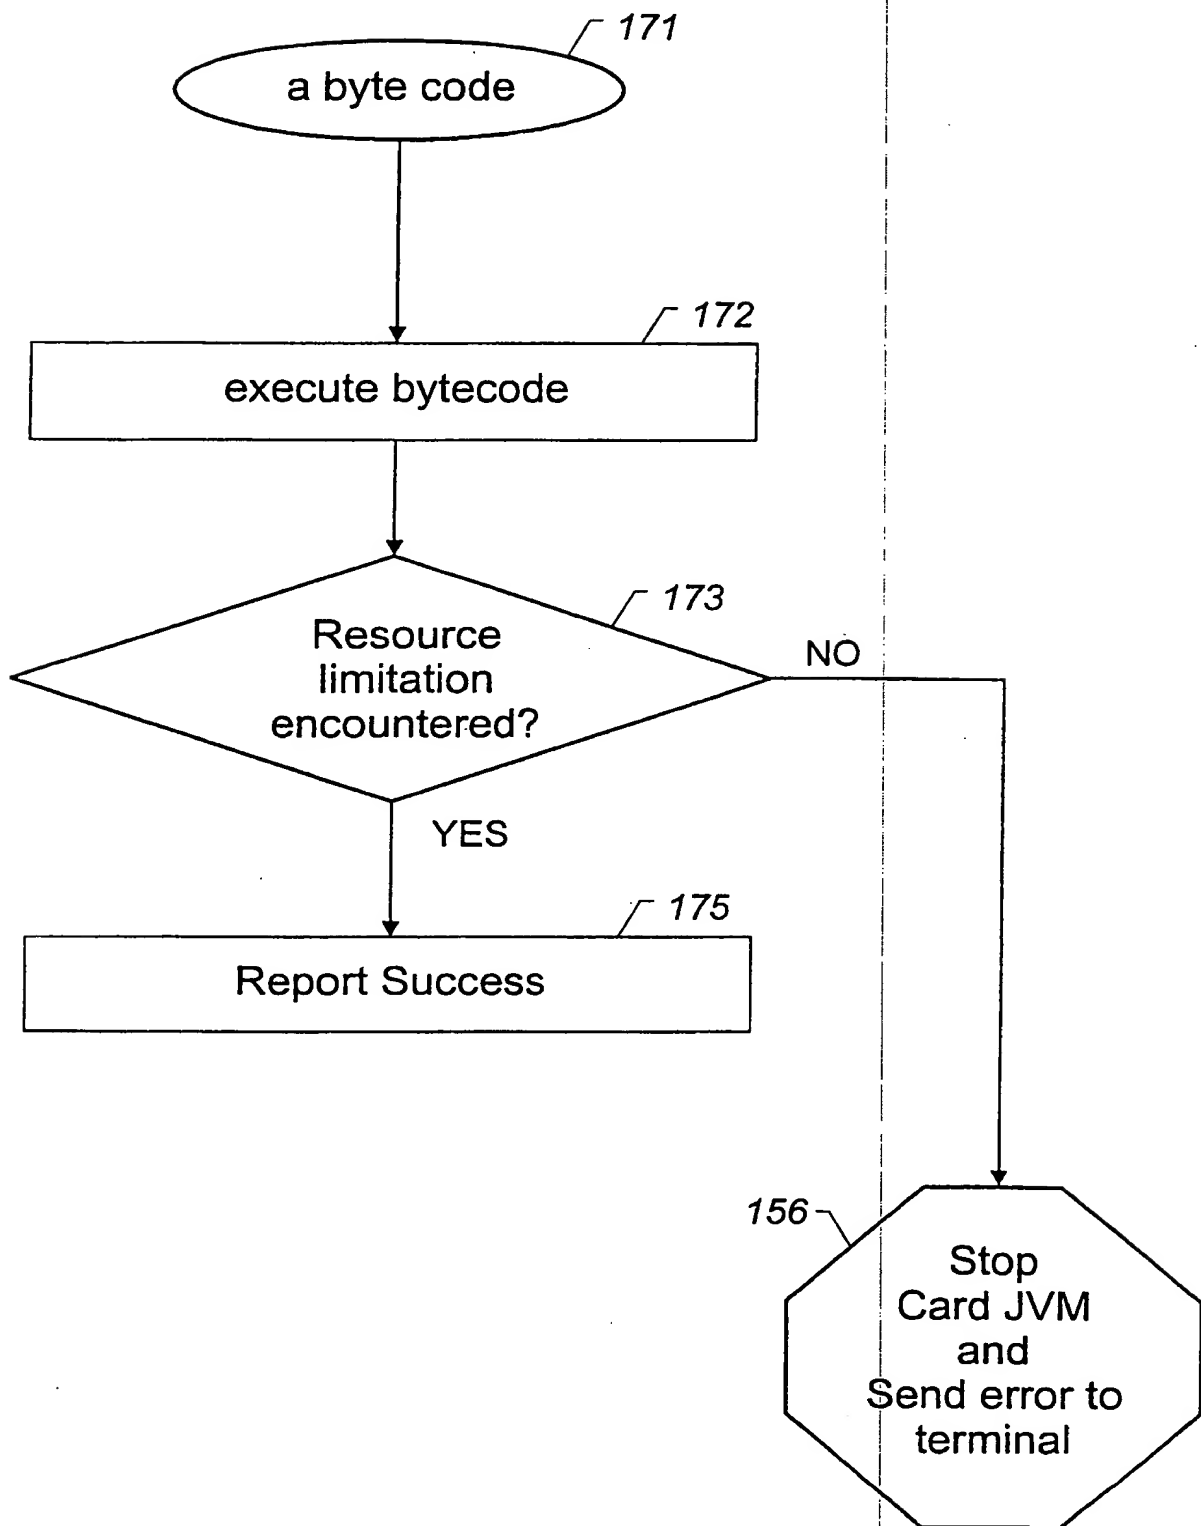 171
a byte code
172
execute bytecode
173
Resource
limitation
encountered?
NO
YES
175
Report Success
156
Stop
Card JVM
and
Send error to
terminal